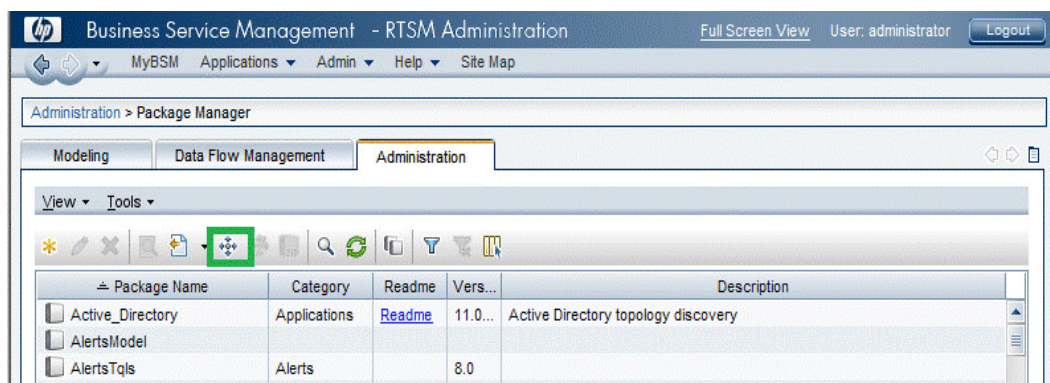 hp Business Service Management - RTSM Administration Full Screen View User: administrator Logout
MyBSM Applications Admin Help Site Map
Administration > Package Manager
Modeling Data Flow Management Administration
View Tools
Package Name Category Readme Vers... Description
Active_Directory Applications Readme 11.0... Active Directory topology discovery
AlertsModel
AlertsTqls Alerts 8.0